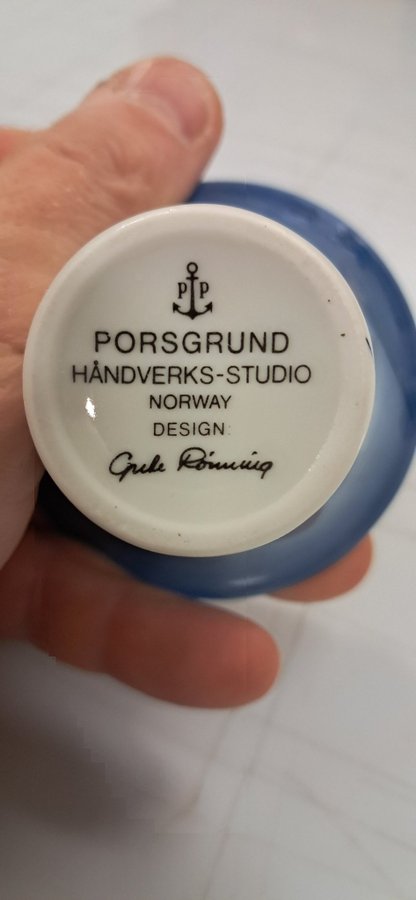 P P
PORSGRUND
HÅNDVERKS-STUDIO
NORWAY
DESIGN:
Grete Rønning